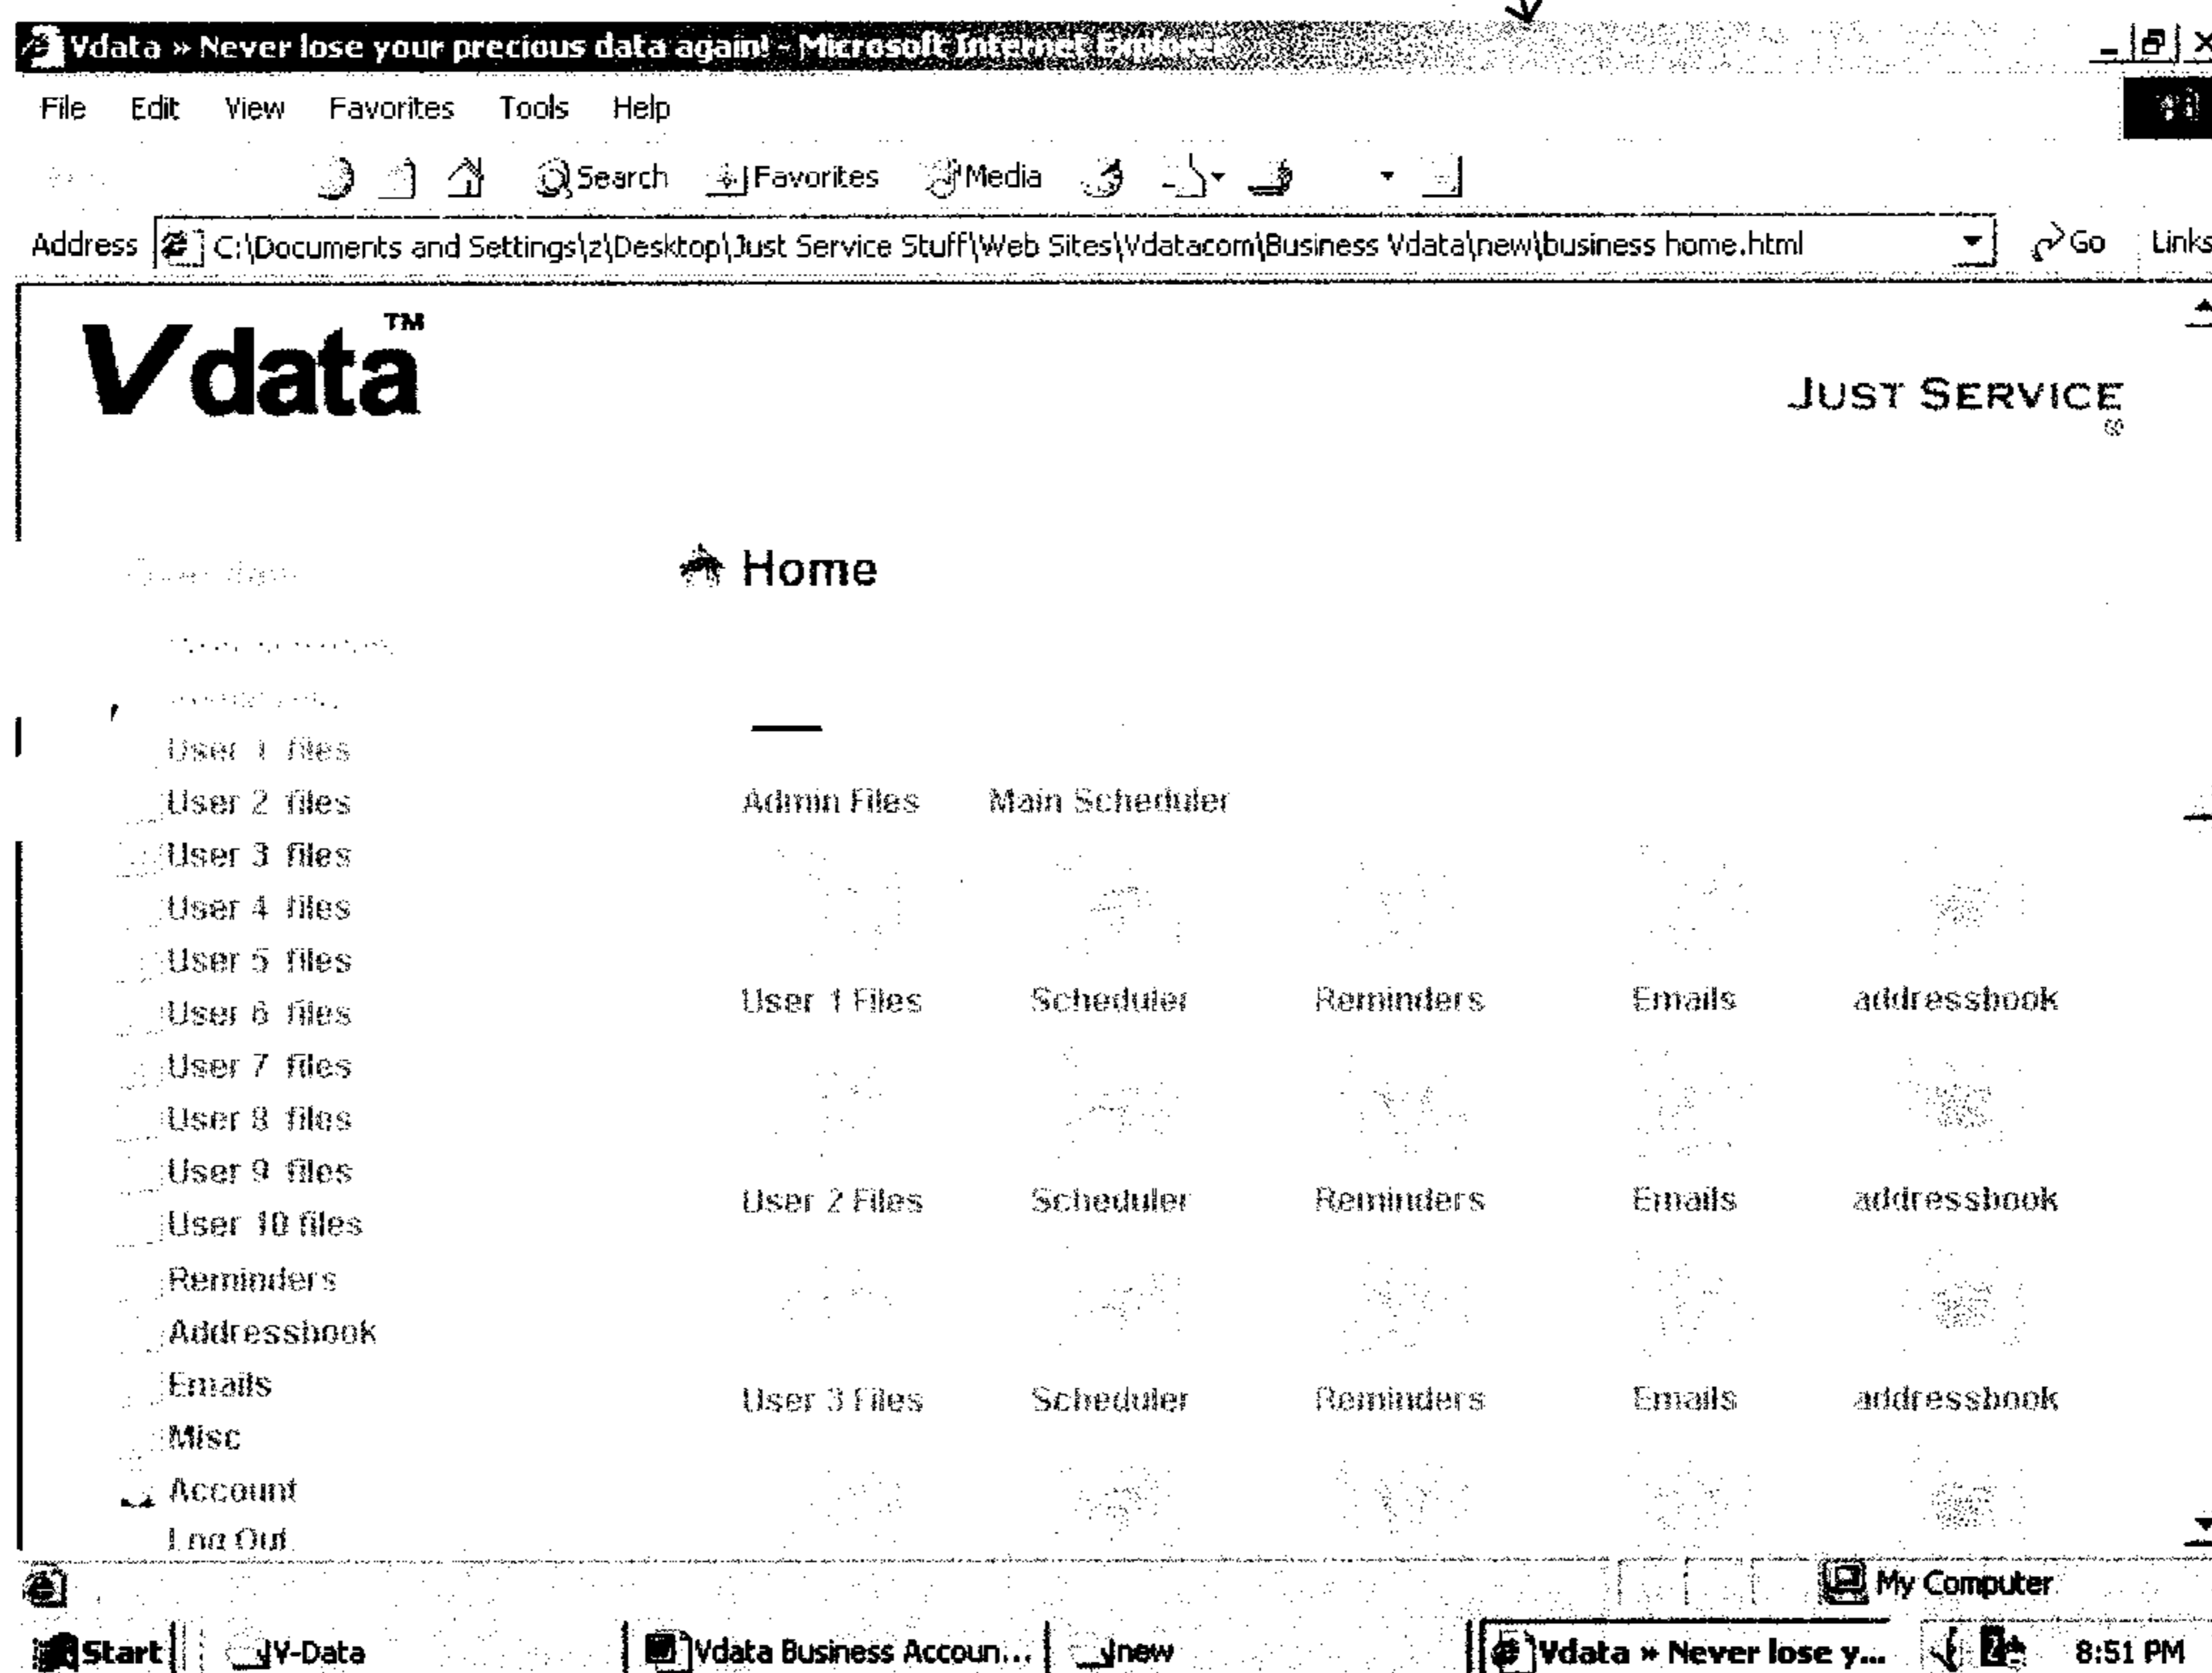 Vdata » Never lose your precious data again! - Microsoft Internet Explorer
File Edit View Favorites Tools Help
Search Favorites Media
Address C:\Documents and Settings\z\Desktop\Just Service Stuff\Web Sites\Vdatacom\Business Vdata\new\business home.html Go Links
Vdata™
JUST SERVICE
®
Home
User 1 files
User 2 files
Admin Files Main Scheduler
User 3 files
User 4 files
User 5 files
User 6 files
User 1 Files Scheduler Reminders Emails addressbook
User 7 files
User 8 files
User 9 files
User 2 Files Scheduler Reminders Emails addressbook
User 10 files
Reminders
Addressbook
Emails
User 3 Files Scheduler Reminders Emails addressbook
Misc
Account
Log Out
My Computer
Start V-Data Vdata Business Accoun... new Vdata » Never lose y... 8:51 PM